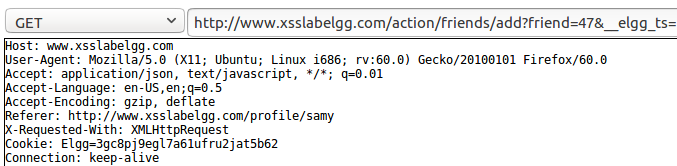 GET http://www.xsslabelgg.com/action/friends/add?friend=47&__elgg_ts=
Host: www.xsslabelgg.com
User-Agent: Mozilla/5.0 (X11; Ubuntu; Linux i686; rv:60.0) Gecko/20100101 Firefox/60.0
Accept: application/json, text/javascript, */*; q=0.01
Accept-Language: en-US,en;q=0.5
Accept-Encoding: gzip, deflate
Referer: http://www.xsslabelgg.com/profile/samy
X-Requested-With: XMLHttpRequest
Cookie: Elgg=3gc8pj9egl7a61ufru2jat5b62
Connection: keep-alive